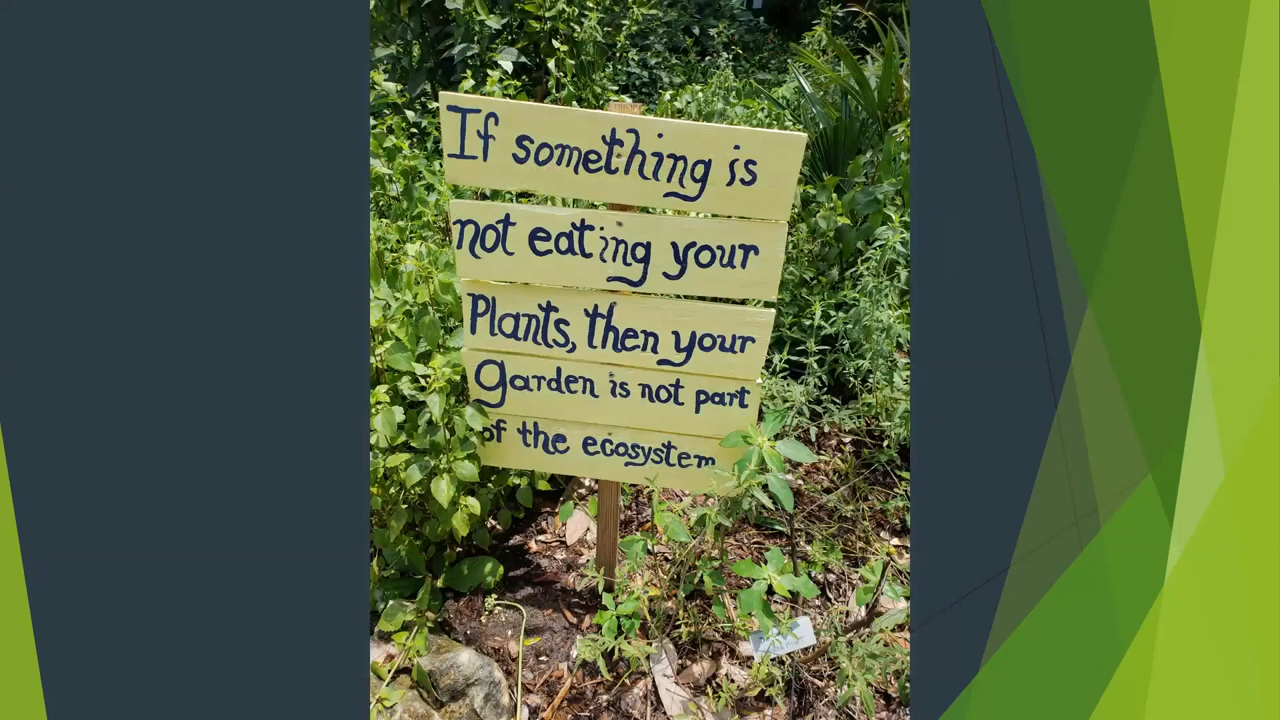 If something is
not eating your
Plants, then your
garden is not part
of the ecosystem